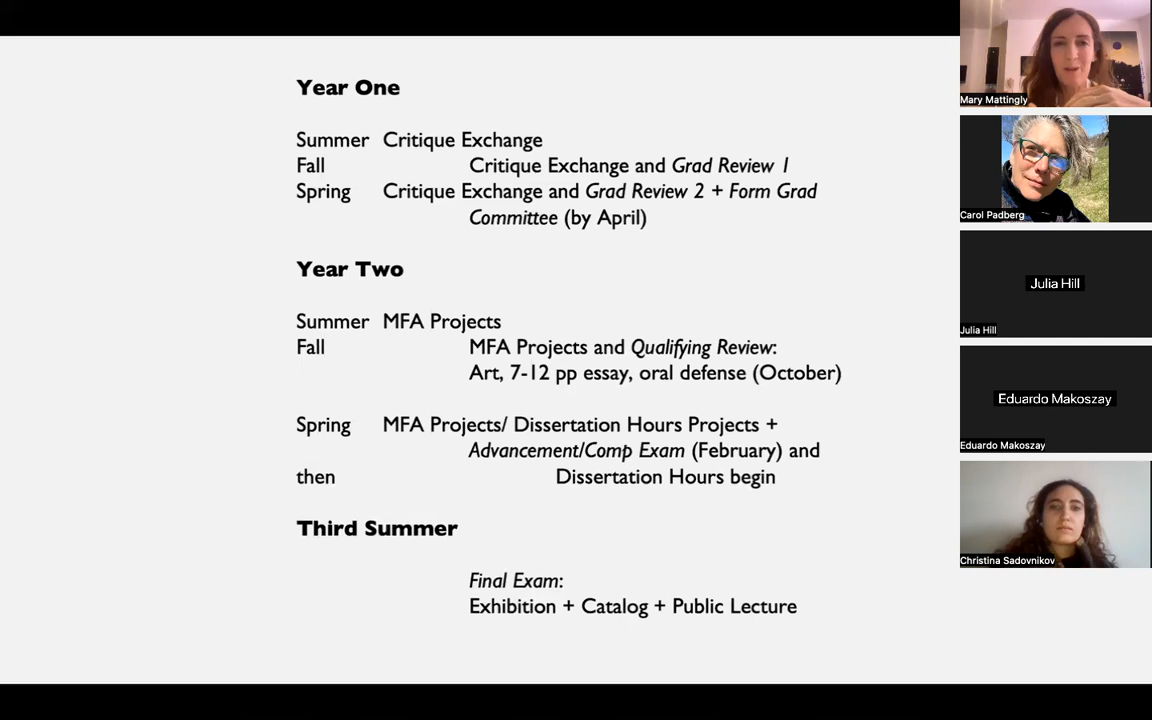 Year One
Summer Critique Exchange
Fall Critique Exchange and Grad Review 1
Spring Critique Exchange and Grad Review 2 + Form Grad
Committee (by April)
Year Two
Summer MFA Projects
Fall MFA Projects and Qualifying Review:
Art, 7-12 pp essay, oral defense (October)
Spring MFA Projects/ Dissertation Hours Projects +
Advancement/Comp Exam (February) and
then Dissertation Hours begin
Third Summer
Final Exam:
Exhibition + Catalog + Public Lecture
Mary Mattingly
Carol Padberg
Julia Hill
Julia Hill
Eduardo Makoszay
Eduardo Makoszay
Christina Sadovnikov